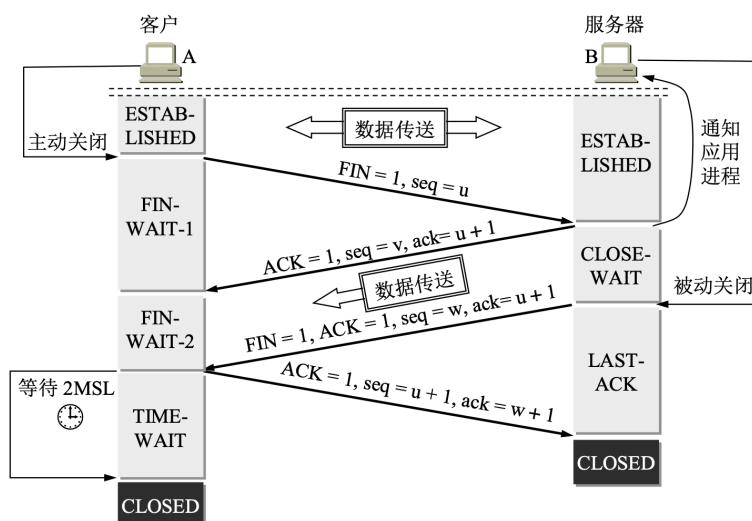 客户
服务器
A
B
ESTAB-
LISHED
数据传送
ESTAB-
LISHED
通知
应用
进程
主动关闭
FIN = 1, seq = u
FIN-
WAIT-1
ACK = 1, seq = v, ack= u + 1
CLOSE-
WAIT
数据传送
被动关闭
FIN-
WAIT-2
FIN = 1, ACK = 1, seq = w, ack= u + 1
LAST-
ACK
等待 2MSL
ACK = 1, seq = u + 1, ack = w + 1
TIME-
WAIT
CLOSED
CLOSED